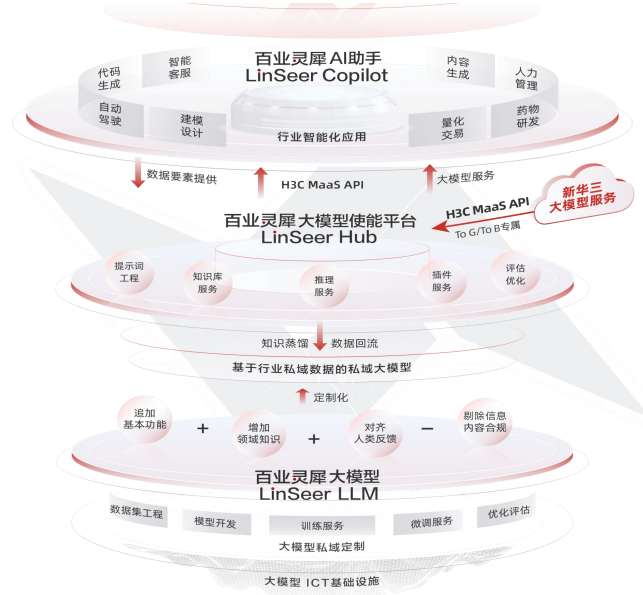 百业灵犀 AI助手
LinSeer Copilot
代码
生成
智能
客服
内容
生成
人力
管理
自动
驾驶
建模
设计
行业智能化应用
量化
交易
药物
研发
数据要素提供
H3C MaaS API
大模型服务
新华三
大模型服务
H3C MaaS API
To G/To B专属
百业灵犀 大模型使能平台
LinSeer Hub
提示词
工程
知识库
服务
推理
服务
插件
服务
评估
优化
知识蒸馏
数据回流
基于行业私域数据的私域大模型
定制化
追加
基本功能
+
增加
领域知识
+
对齐
人类反馈
−
剔除信息
内容合规
百业灵犀 大模型
LinSeer LLM
数据集工程
模型开发
训练服务
微调服务
优化评估
大模型私域定制
大模型 ICT基础设施